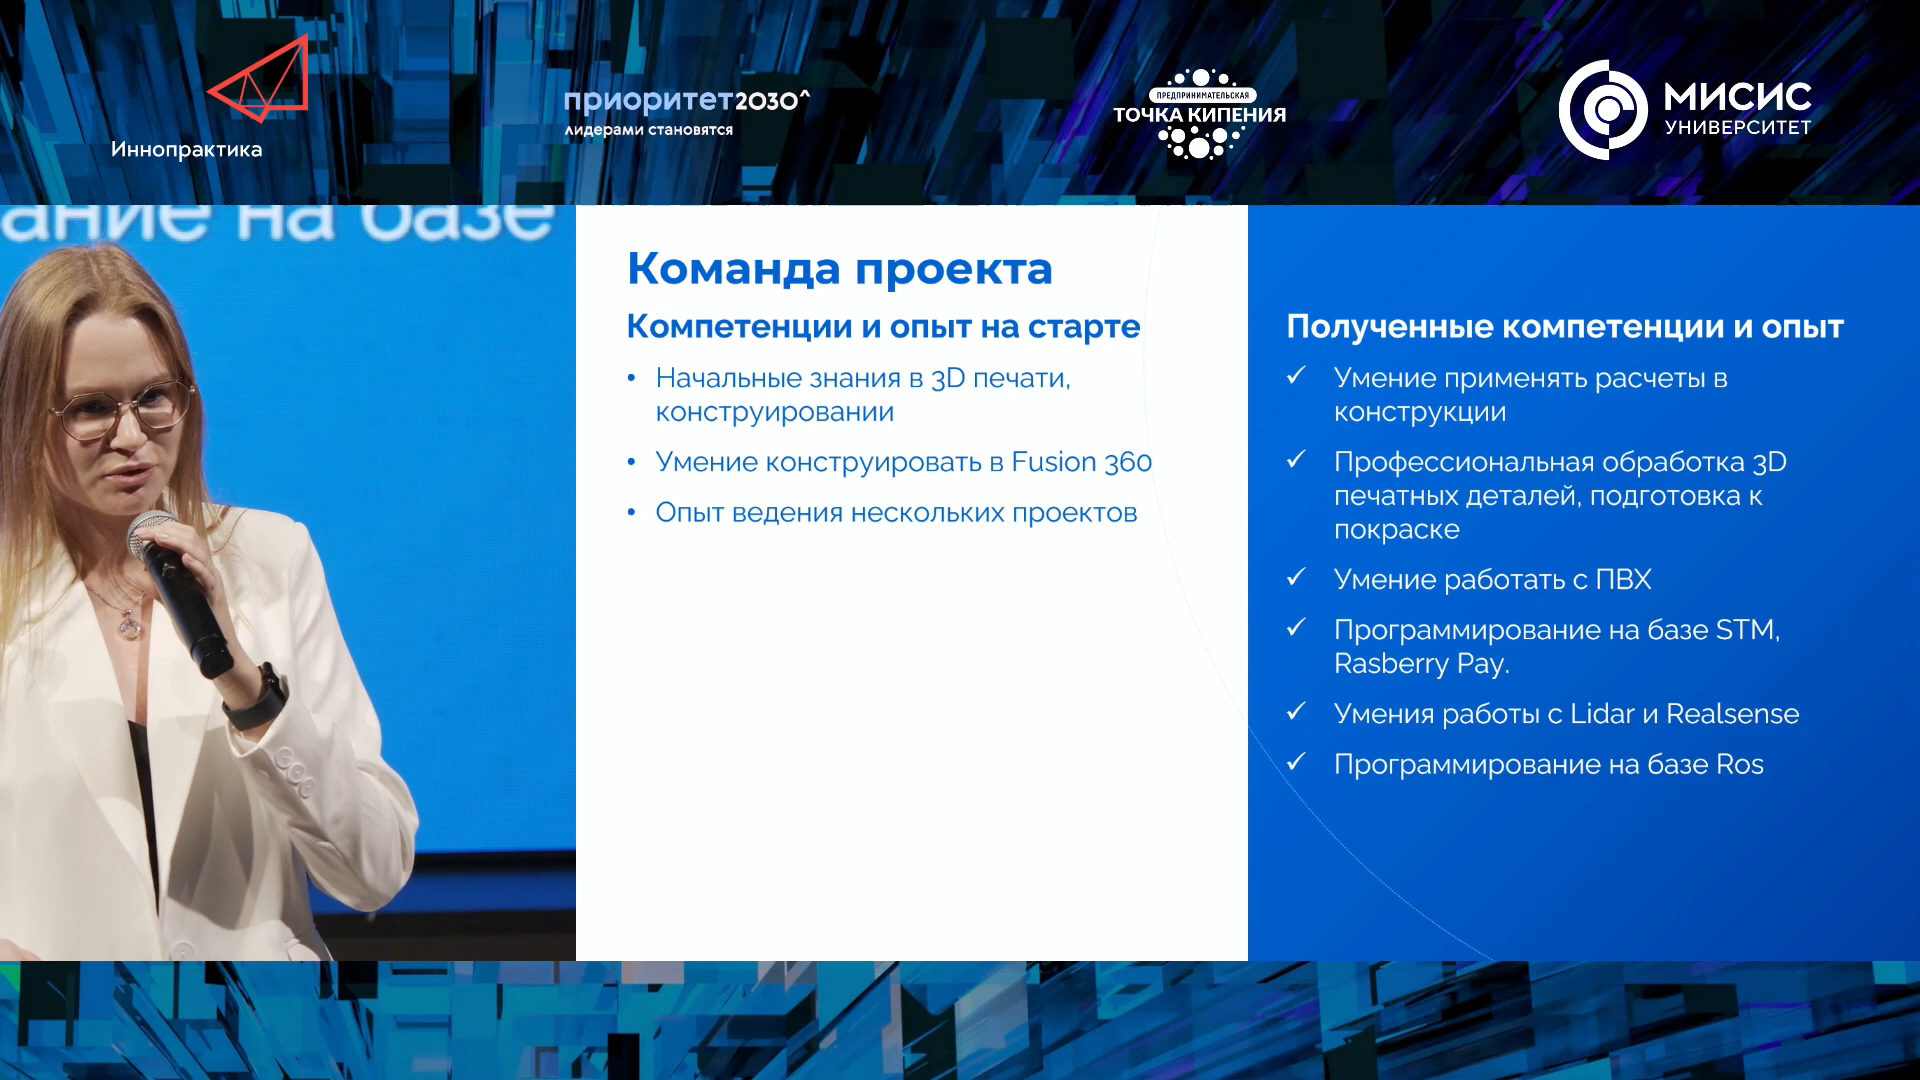 Иннопрактика
приоритет2030^
лидерами становятся
ПРЕДПРИНИМАТЕЛЬСКАЯ
ТОЧКА КИПЕНИЯ
МИСИС
УНИВЕРСИТЕТ
ание на базе
Команда проекта
Компетенции и опыт на старте
• Начальные знания в 3D печати,
конструировании
• Умение конструировать в Fusion 360
• Опыт ведения нескольких проектов
Полученные компетенции и опыт
✓ Умение применять расчеты в
конструкции
✓ Профессиональная обработка 3D
печатных деталей, подготовка к
покраске
✓ Умение работать с ПВХ
✓ Программирование на базе STM,
Rasberry Pay.
✓ Умения работы с Lidar и Realsense
✓ Программирование на базе Ros